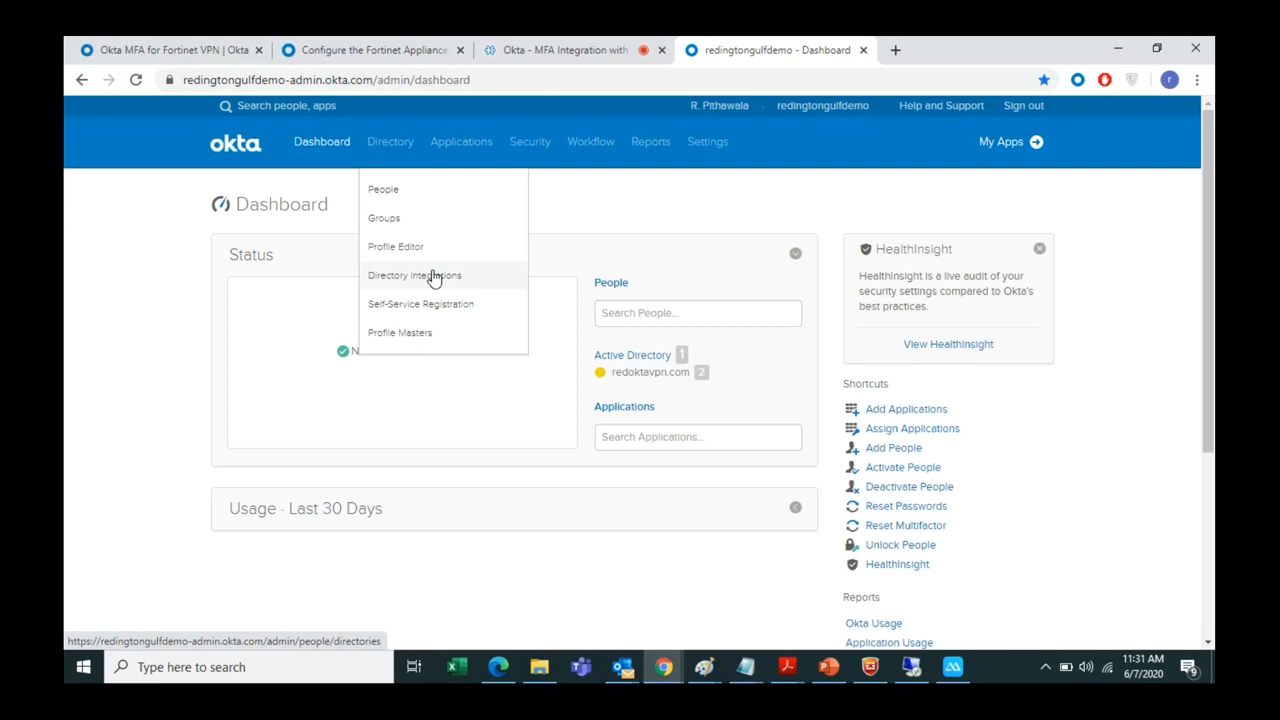 Okta MFA for Fortinet VPN | Okta
Configure the Fortinet Appliance
Okta - MFA Integration with
redingtongulfdemo - Dashboard
redingtongulfdemo-admin.okta.com/admin/dashboard
r
Search people, apps
R. Pithawala
redingtongulfdemo
Help and Support
Sign out
okta
Dashboard
Directory
Applications
Security
Workflow
Reports
Settings
My Apps
People
Groups
Profile Editor
Directory Integrations
Self-Service Registration
Profile Masters
Dashboard
Status
N
People
Search People...
Active Directory 1
redoktavpn.com 2
Applications
Search Applications...
Usage · Last 30 Days
HealthInsight
HealthInsight is a live audit of your
security settings compared to Okta's
best practices.
View HealthInsight
Shortcuts
Add Applications
Assign Applications
Add People
Activate People
Deactivate People
Reset Passwords
Reset Multifactor
Unlock People
HealthInsight
Reports
Okta Usage
Application Usage
https://redingtongulfdemo-admin.okta.com/admin/people/directories
Type here to search
11:31 AM
6/7/2020
9